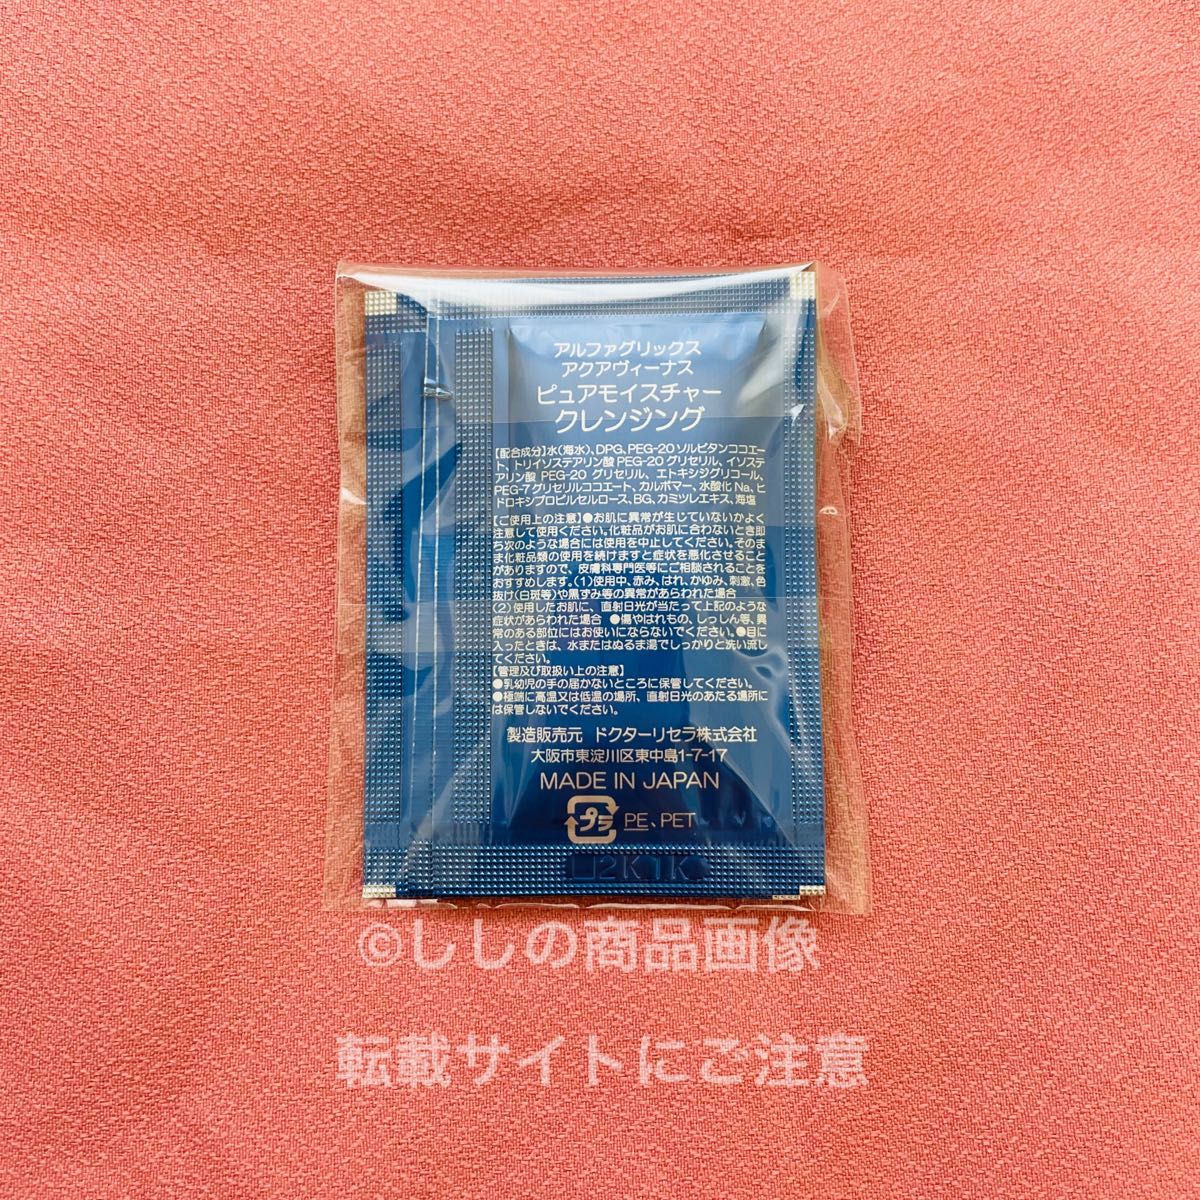 アルファグリックス
アクアヴィーナス
ピュアモイスチャー
クレンジング
【配合成分】水(海水)、DPG、PEG-20ソルビタンココエー
ト、トリイソステアリン酸PEG-20グリセリル、イソステ
アリン酸PEG-20グリセリル、エトキシジグリコール、
PEG-7グリセリルココエート、カルボマー、水酸化Na、ヒ
ドロキシプロピルセルロース、BG、カミツレエキス、海塩
【ご使用上の注意】●お肌に異常が生じていないかよく
注意して使用ください。化粧品がお肌に合わないとき即
ち次のような場合には使用を中止してください。そのま
ま化粧品類の使用を続けますと症状を悪化させること
がありますので、皮膚科専門医等にご相談されることを
おすすめします。(1)使用中、赤み、はれ、かゆみ、刺激、色
抜け(白斑等)や黒ずみ等の異常があらわれた場合
(2)使用したお肌に、直射日光が当たって上記のような
症状があらわれた場合 ●傷やはれもの、しっしん等、異
常のある部位にはお使いにならないでください。●目に
入ったときは、水またはぬるま湯でしっかりと洗い流し
てください。
【管理及び取扱い上の注意】
●乳幼児の手の届かないところに保管してください。
●極端に高温又は低温の場所、直射日光のあたる場所に
は保管しないでください。
製造販売元 ドクターリセラ株式会社
大阪市東淀川区東中島1-7-17
MADE IN JAPAN
プラ PE、PET
2K1K
©ししの商品画像
転載サイトにご注意